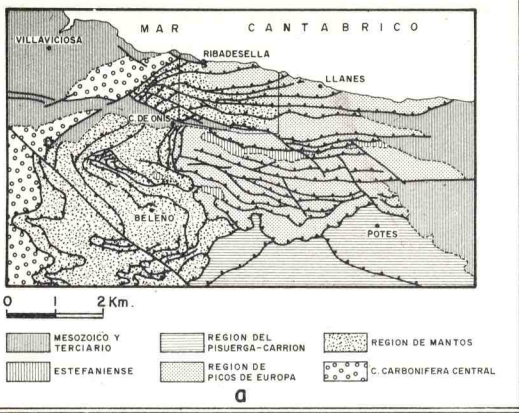 MAR CANTABRICO
VILLAVICIOSA
RIBADESELLA
LLANES
C. DE ONIS
BELEÑO
POTES
0 1 2 Km.
MESOZOICO Y
TERCIARIO
REGION DEL
PISUERGA-CARRION
REGION DE MANTOS
ESTEFANIENSE
REGION DE
PICOS DE EUROPA
C. CARBONIFERA CENTRAL
a